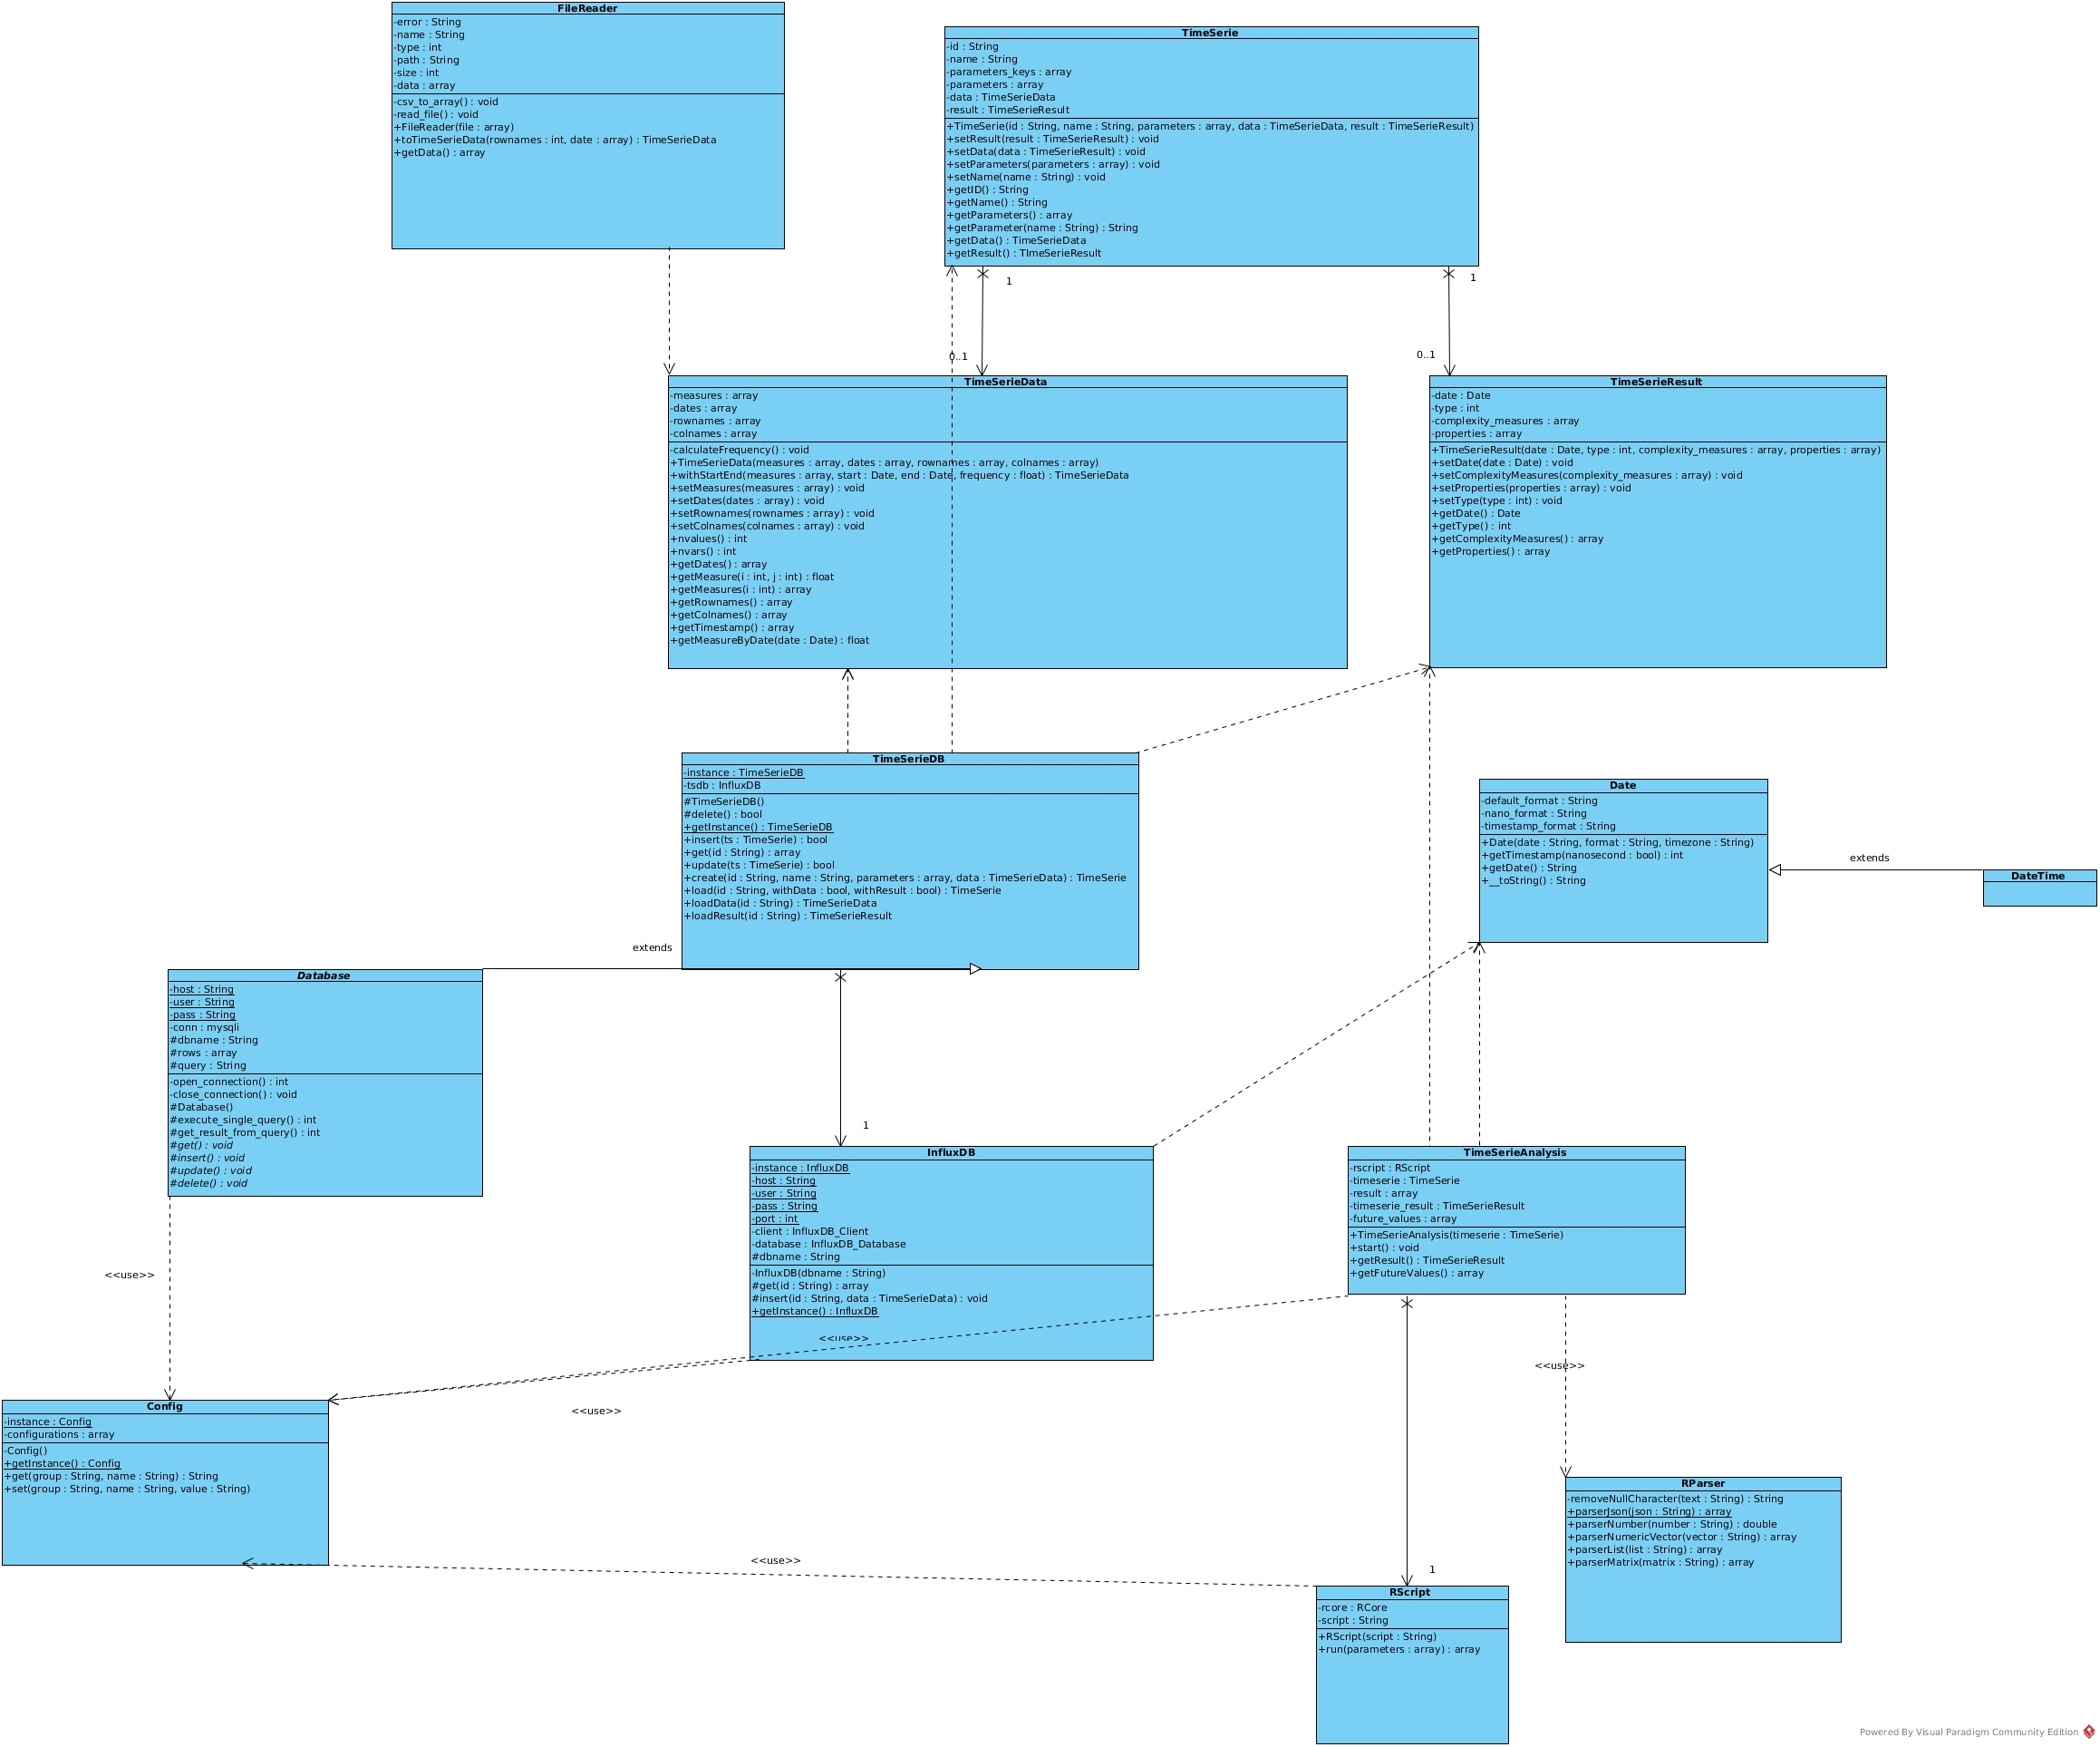 FileReader
-error : String
-name : String
-type : int
-path : String
-size : int
-data : array
-csv_to_array() : void
-read_file() : void
+FileReader(file : array)
+toTimeSerieData(rownames : int, date : array) : TimeSerieData
+getData() : array
TimeSerie
-id : String
-name : String
-parameters_keys : array
-parameters : array
-data : TimeSerieData
-result : TimeSerieResult
+TimeSerie(id : String, name : String, parameters : array, data : TimeSerieData, result : TimeSerieResult)
+setResult(result : TimeSerieResult) : void
+setData(data : TimeSerieResult) : void
+setParameters(parameters : array) : void
+setName(name : String) : void
+getID() : String
+getName() : String
+getParameters() : array
+getParameter(name : String) : String
+getData() : TimeSerieData
+getResult() : TImeSerieResult
1
1
0..1
0..1
TimeSerieData
-measures : array
-dates : array
-rownames : array
-colnames : array
-calculateFrequency() : void
+TimeSerieData(measures : array, dates : array, rownames : array, colnames : array)
+withStartEnd(measures : array, start : Date, end : Date, frequency : float) : TimeSerieData
+setMeasures(measures : array) : void
+setDates(dates : array) : void
+setRownames(rownames : array) : void
+setColnames(colnames : array) : void
+nvalues() : int
+nvars() : int
+getDates() : array
+getMeasure(i : int, j : int) : float
+getMeasures(i : int) : array
+getRownames() : array
+getColnames() : array
+getTimestamp() : array
+getMeasureByDate(date : Date) : float
TimeSerieResult
-date : Date
-type : int
-complexity_measures : array
-properties : array
+TimeSerieResult(date : Date, type : int, complexity_measures : array, properties : array)
+setDate(date : Date) : void
+setComplexityMeasures(complexity_measures : array) : void
+setProperties(properties : array) : void
+setType(type : int) : void
+getDate() : Date
+getType() : int
+getComplexityMeasures() : array
+getProperties() : array
TimeSerieDB
-instance : TimeSerieDB
-tsdb : InfluxDB
#TimeSerieDB()
#delete() : bool
+getInstance() : TimeSerieDB
+insert(ts : TimeSerie) : bool
+get(id : String) : array
+update(ts : TimeSerie) : bool
+create(id : String, name : String, parameters : array, data : TimeSerieData) : TimeSerie
+load(id : String, withData : bool, withResult : bool) : TimeSerie
+loadData(id : String) : TimeSerieData
+loadResult(id : String) : TimeSerieResult
Date
-default_format : String
-nano_format : String
-timestamp_format : String
+Date(date : String, format : String, timezone : String)
+getTimestamp(nanosecond : bool) : int
+getDate() : String
+__toString() : String
extends
DateTime
extends
Database
-host : String
-user : String
-pass : String
-conn : mysqli
#dbname : String
#rows : array
#query : String
-open_connection() : int
-close_connection() : void
#Database()
#execute_single_query() : int
#get_result_from_query() : int
#get() : void
#insert() : void
#update() : void
#delete() : void
1
InfluxDB
-instance : InfluxDB
-host : String
-user : String
-pass : String
-port : int
-client : InfluxDB_Client
-database : InfluxDB_Database
#dbname : String
-InfluxDB(dbname : String)
#get(id : String) : array
#insert(id : String, data : TimeSerieData) : void
+getInstance() : InfluxDB
TimeSerieAnalysis
-rscript : RScript
-timeserie : TimeSerie
-result : array
-timeserie_result : TimeSerieResult
-future_values : array
+TimeSerieAnalysis(timeserie : TimeSerie)
+start() : void
+getResult() : TimeSerieResult
+getFutureValues() : array
<<use>>
<<use>>
<<use>>
<<use>>
Config
-instance : Config
-configurations : array
-Config()
+getInstance() : Config
+get(group : String, name : String) : String
+set(group : String, name : String, value : String)
RParser
-removeNullCharacter(text : String) : String
+parserJson(json : String) : array
+parserNumber(number : String) : double
+parserNumericVector(vector : String) : array
+parserList(list : String) : array
+parserMatrix(matrix : String) : array
<<use>>
1
RScript
-rcore : RCore
-script : String
+RScript(script : String)
+run(parameters : array) : array
Powered By Visual Paradigm Community Edition